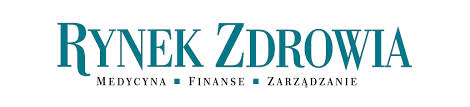 RYNEK ZDROWIA
MEDYCYNA ▪ FINANSE ▪ ZARZĄDZANIE